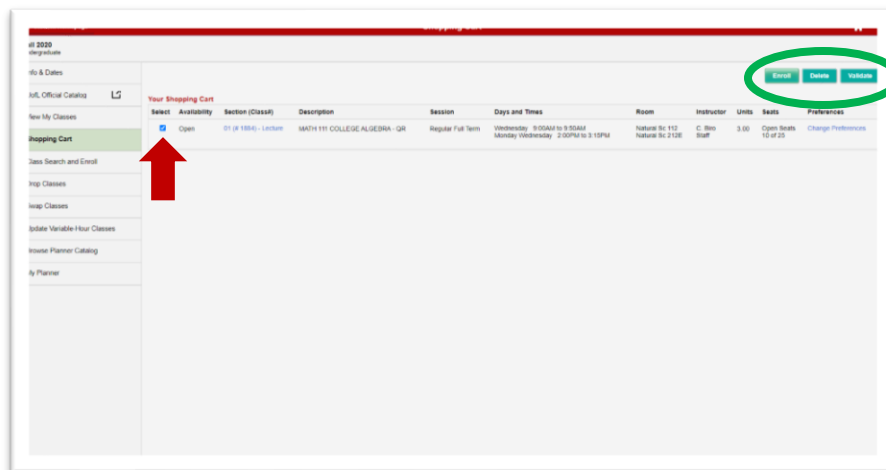 Shopping Cart
all 2020
ndergraduate
nfo & Dates
UofL Official Catalog
View My Classes
Shopping Cart
Class Search and Enroll
Drop Classes
Swap Classes
Update Variable-Hour Classes
Browse Planner Catalog
My Planner
Enroll Delete Validate
Your Shopping Cart
Select Availability Section (Class#) Description Session Days and Times Room Instructor Units Seats Preferences
Open 01 (# 1884) - Lecture MATH 111 COLLEGE ALGEBRA - QR Regular Full Term Wednesday 9:00AM to 9:50AM Natural Sc 112 C. Biro 3.00 Open Seats Change Preferences
Monday Wednesday 2:00PM to 3:15PM Natural Sc 212E Staff 10 of 25